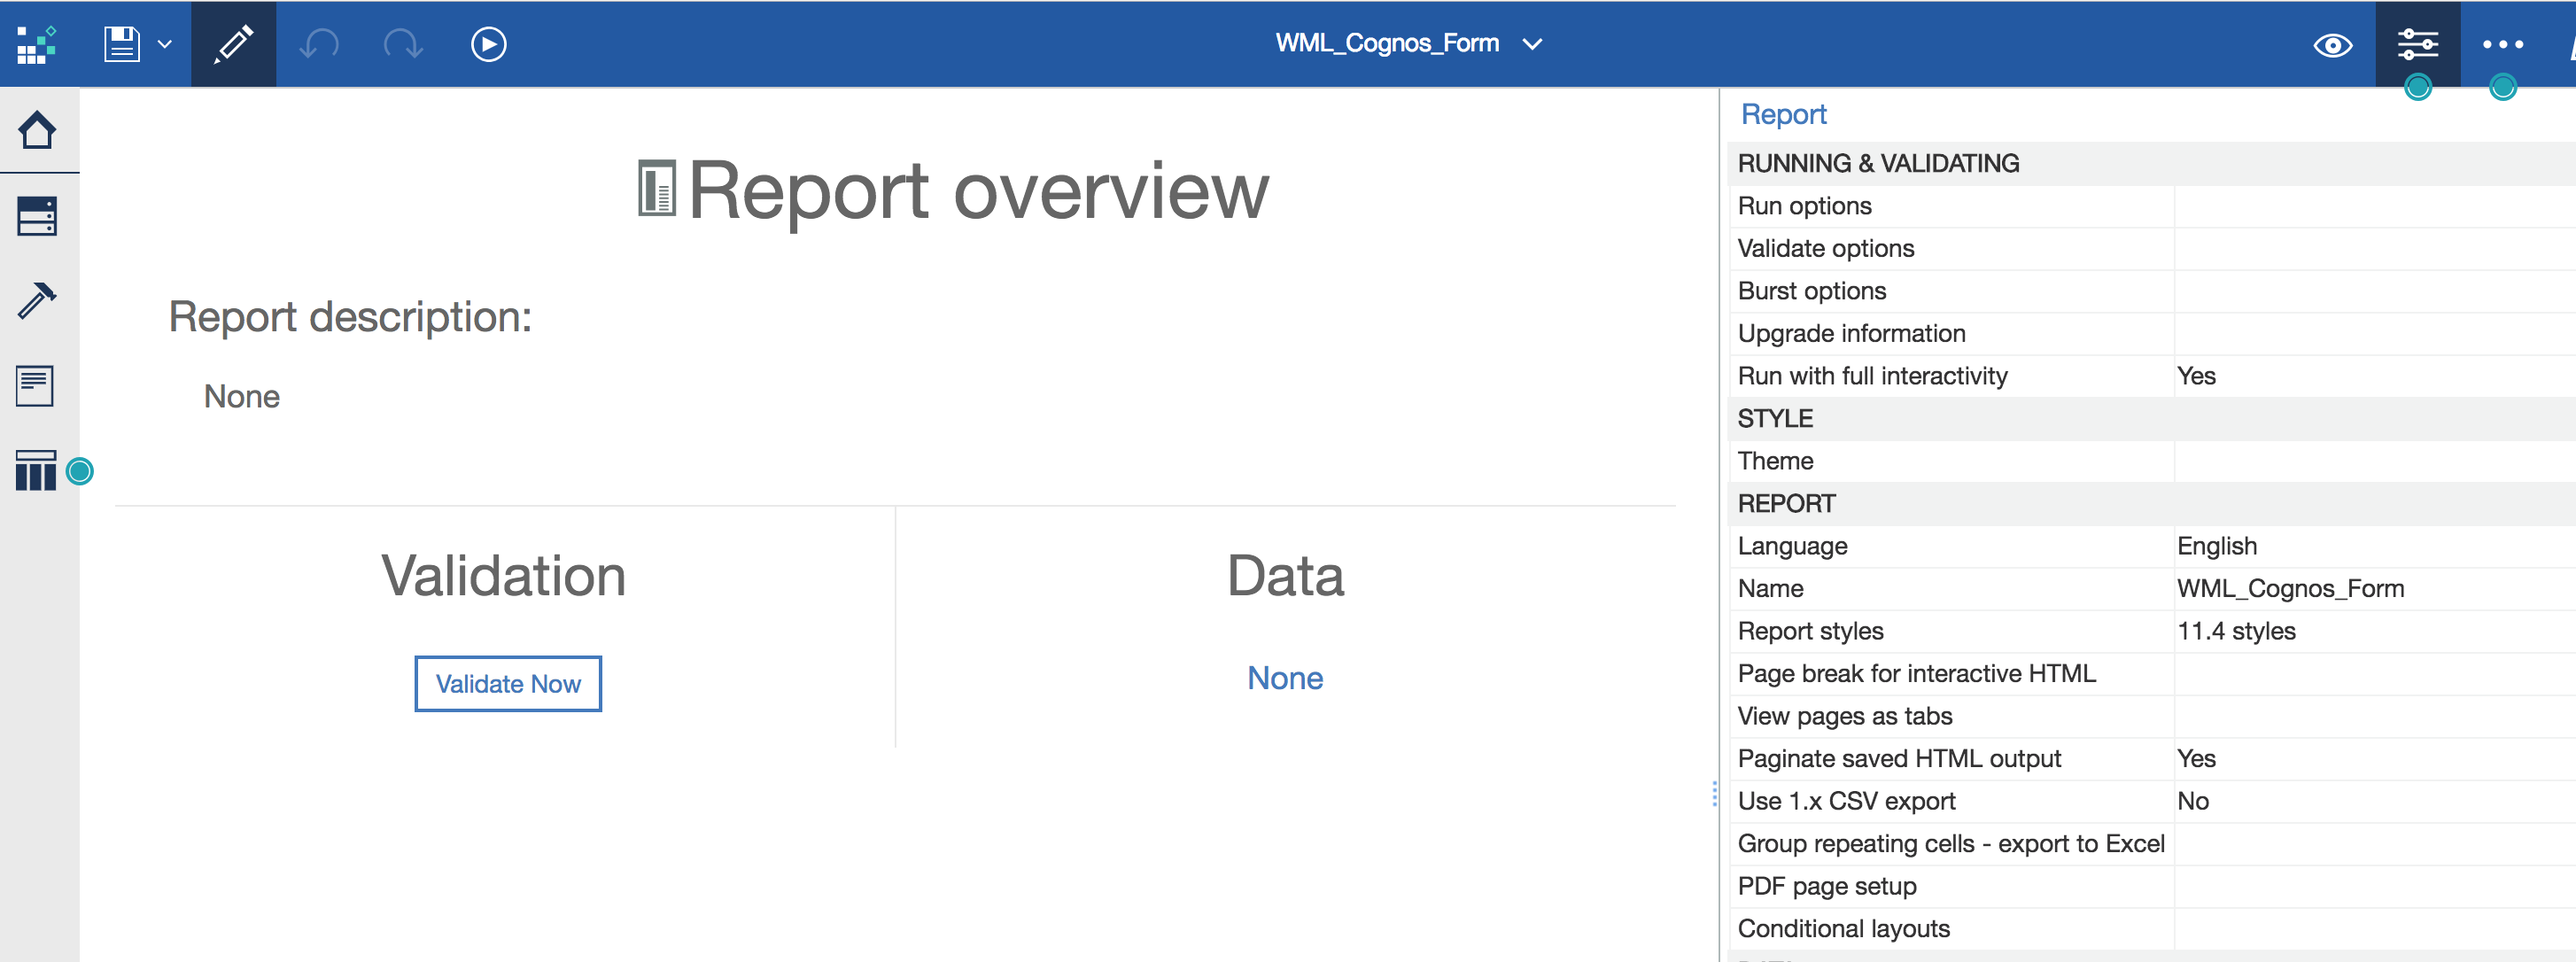 WML_Cognos_Form
Report overview
Report description:
None
Validation
Validate Now
Data
None
Report
RUNNING & VALIDATING
Run options
Validate options
Burst options
Upgrade information
Run with full interactivity Yes
STYLE
Theme
REPORT
Language English
Name WML_Cognos_Form
Report styles 11.4 styles
Page break for interactive HTML
View pages as tabs
Paginate saved HTML output Yes
Use 1.x CSV export No
Group repeating cells - export to Excel
PDF page setup
Conditional layouts